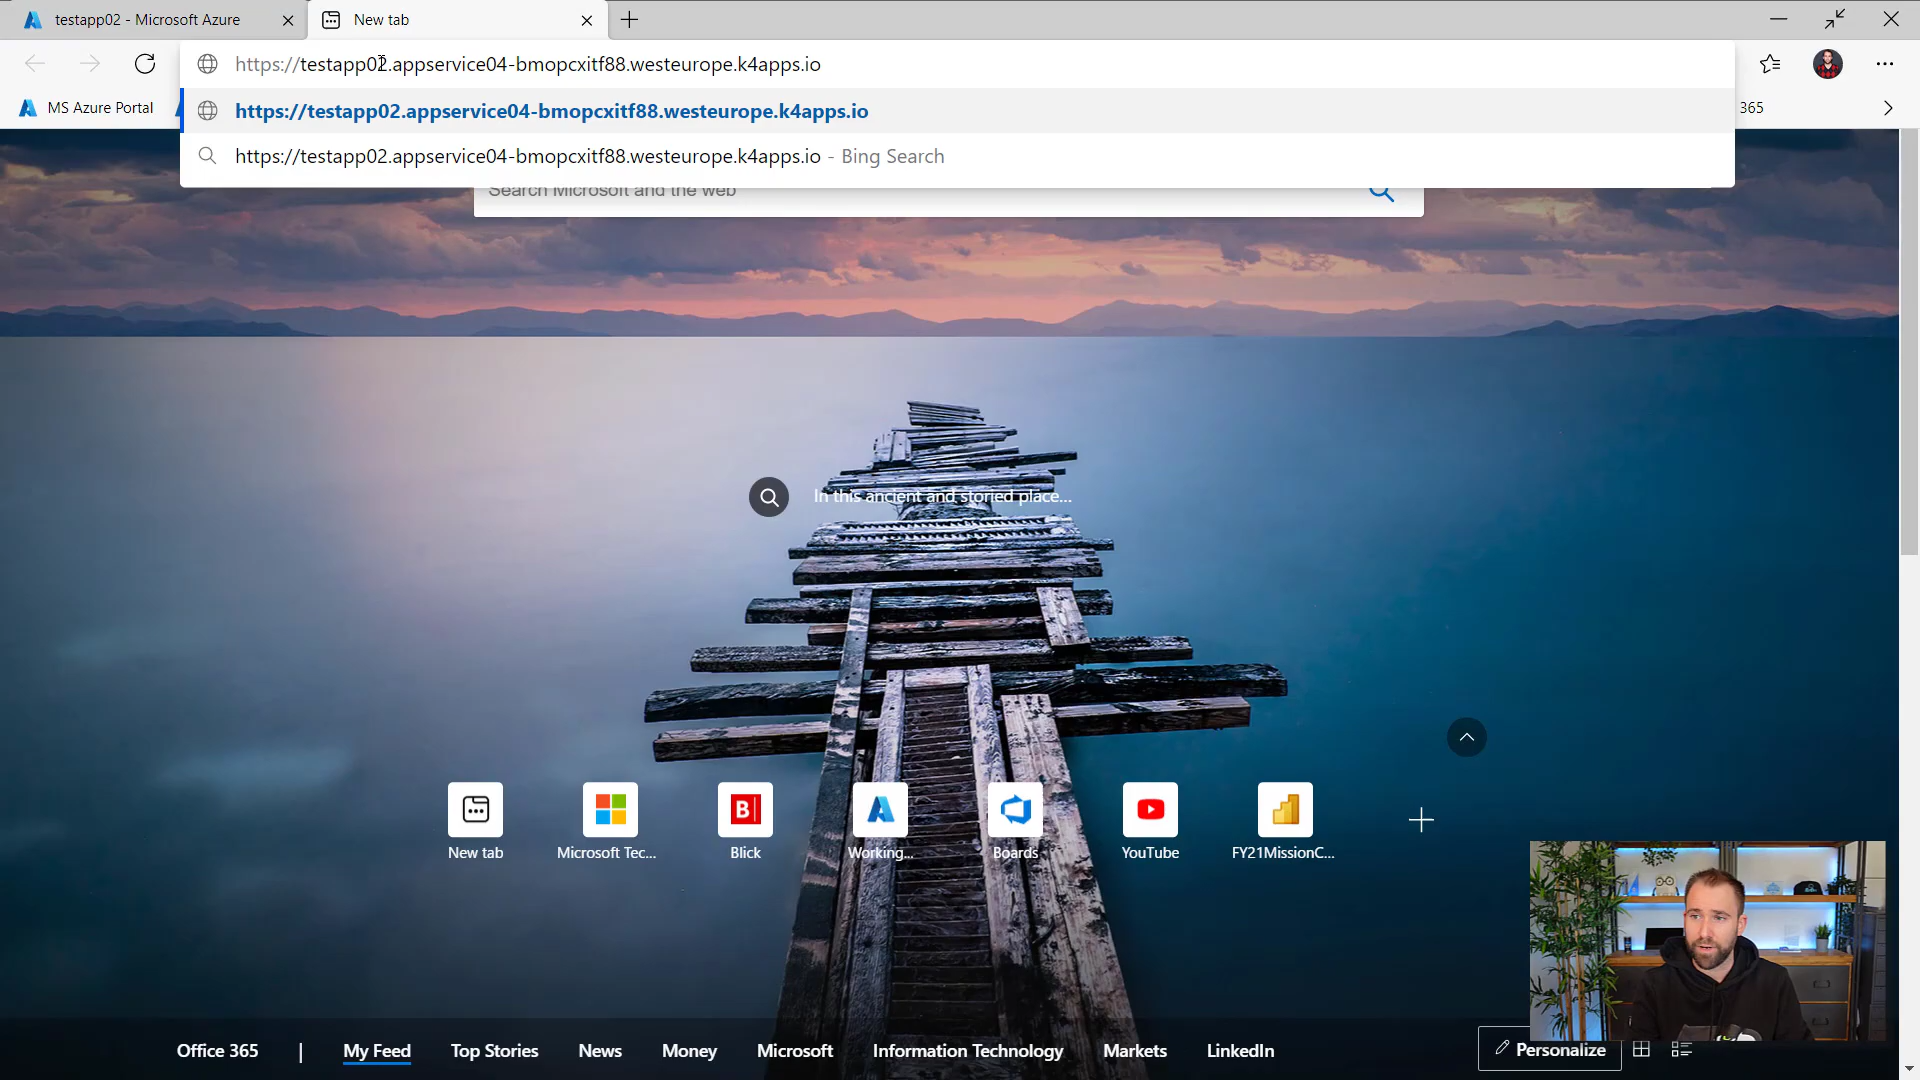 testapp02 - Microsoft Azure
New tab
https://testapp02.appservice04-bmopcxitf88.westeurope.k4apps.io
MS Azure Portal
365
https://testapp02.appservice04-bmopcxitf88.westeurope.k4apps.io
https://testapp02.appservice04-bmopcxitf88.westeurope.k4apps.io - Bing Search
Search Microsoft and the web
In this ancient and storied place...
New tab
Microsoft Tec...
B
Blick
Working...
Boards
YouTube
FY21MissionC...
Office 365 | My Feed Top Stories News Money Microsoft Information Technology Markets LinkedIn
Personalize